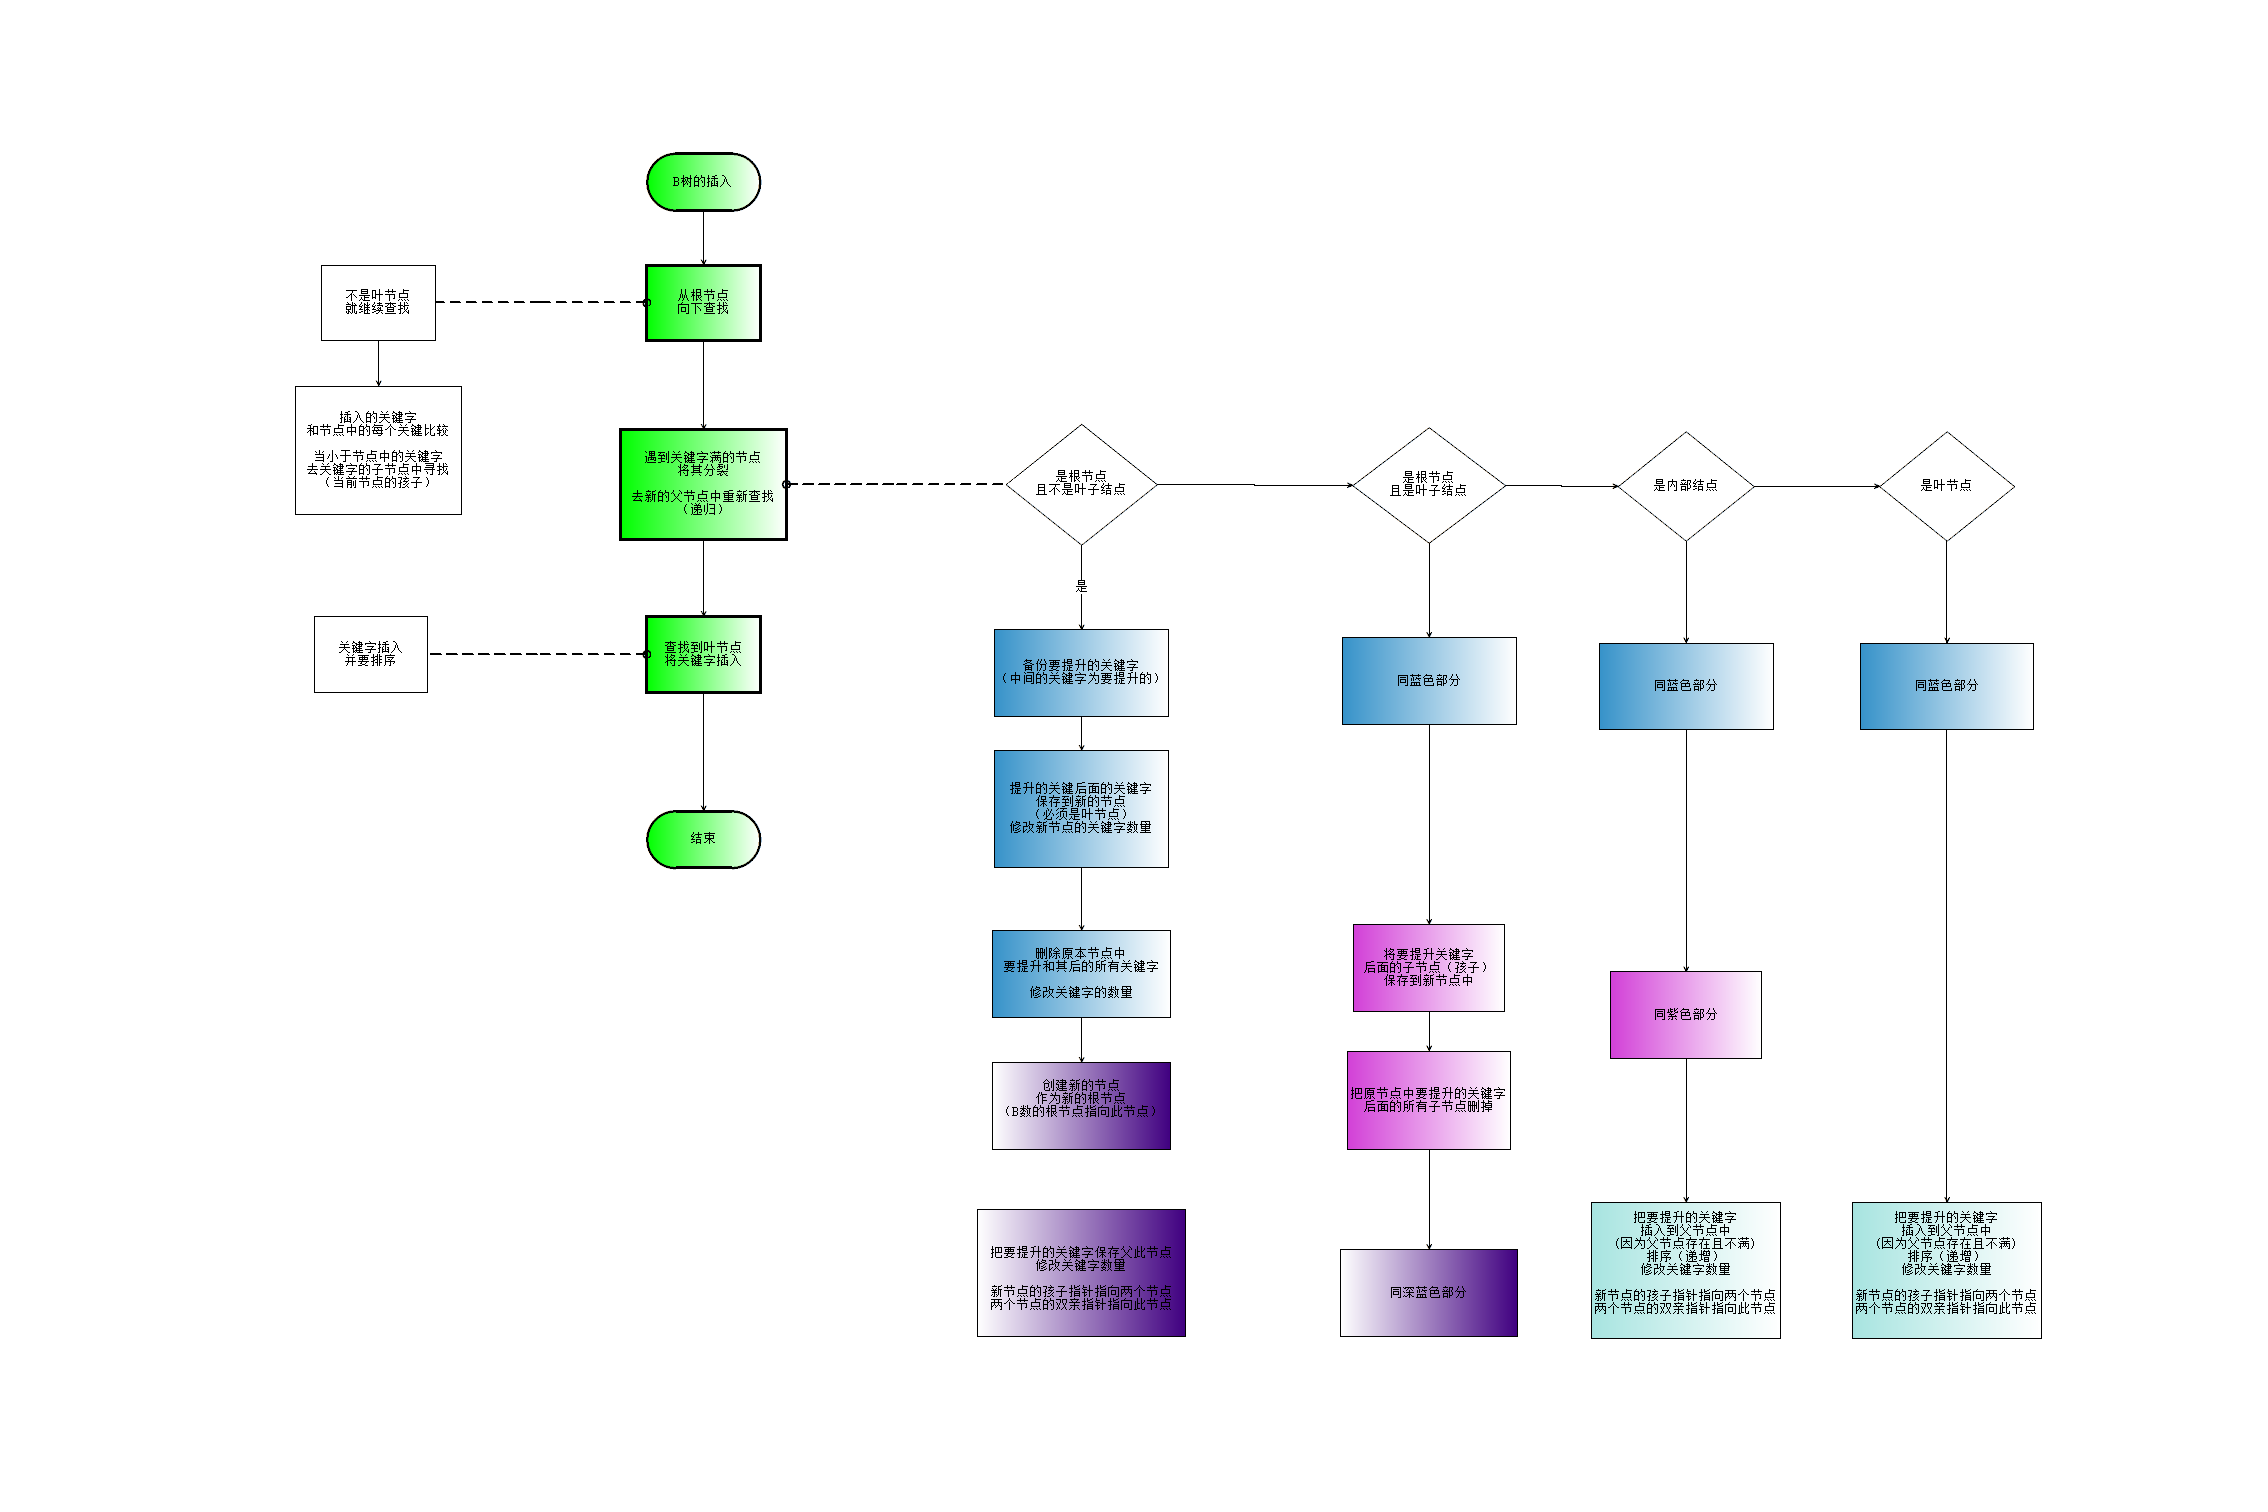 B树的插入
从根节点
向下查找
不是叶节点
就继续查找
插入的关键字
和节点中的每个关键比较
当小于节点中的关键字
去关键字的子节点中寻找
（当前节点的孩子）
遇到关键字满的节点
将其分裂
去新的父节点中重新查找
（递归）
关键字插入
并要排序
查找到叶节点
将关键字插入
结束
是根节点
且不是叶子结点
是
备份要提升的关键字
（中间的关键字为要提升的）
提升的关键后面的关键字
保存到新的节点
（必须是叶节点）
修改新节点的关键字数量
删除原本节点中
要提升和其后的所有关键字
修改关键字的数量
创建新的节点
作为新的根节点
（B数的根节点指向此节点）
把要提升的关键字保存父此节点
修改关键字数量
新节点的孩子指针指向两个节点
两个节点的双亲指针指向此节点
是根节点
且是叶子结点
同蓝色部分
将要提升关键字
后面的子节点（孩子）
保存到新节点中
把原节点中要提升的关键字
后面的所有子节点删掉
同深蓝色部分
是内部结点
同蓝色部分
同紫色部分
把要提升的关键字
插入到父节点中
(因为父节点存在且不满)
排序（递增）
修改关键字数量
新节点的孩子指针指向两个节点
两个节点的双亲指针指向此节点
是叶节点
同蓝色部分
把要提升的关键字
插入到父节点中
(因为父节点存在且不满)
排序（递增）
修改关键字数量
新节点的孩子指针指向两个节点
两个节点的双亲指针指向此节点